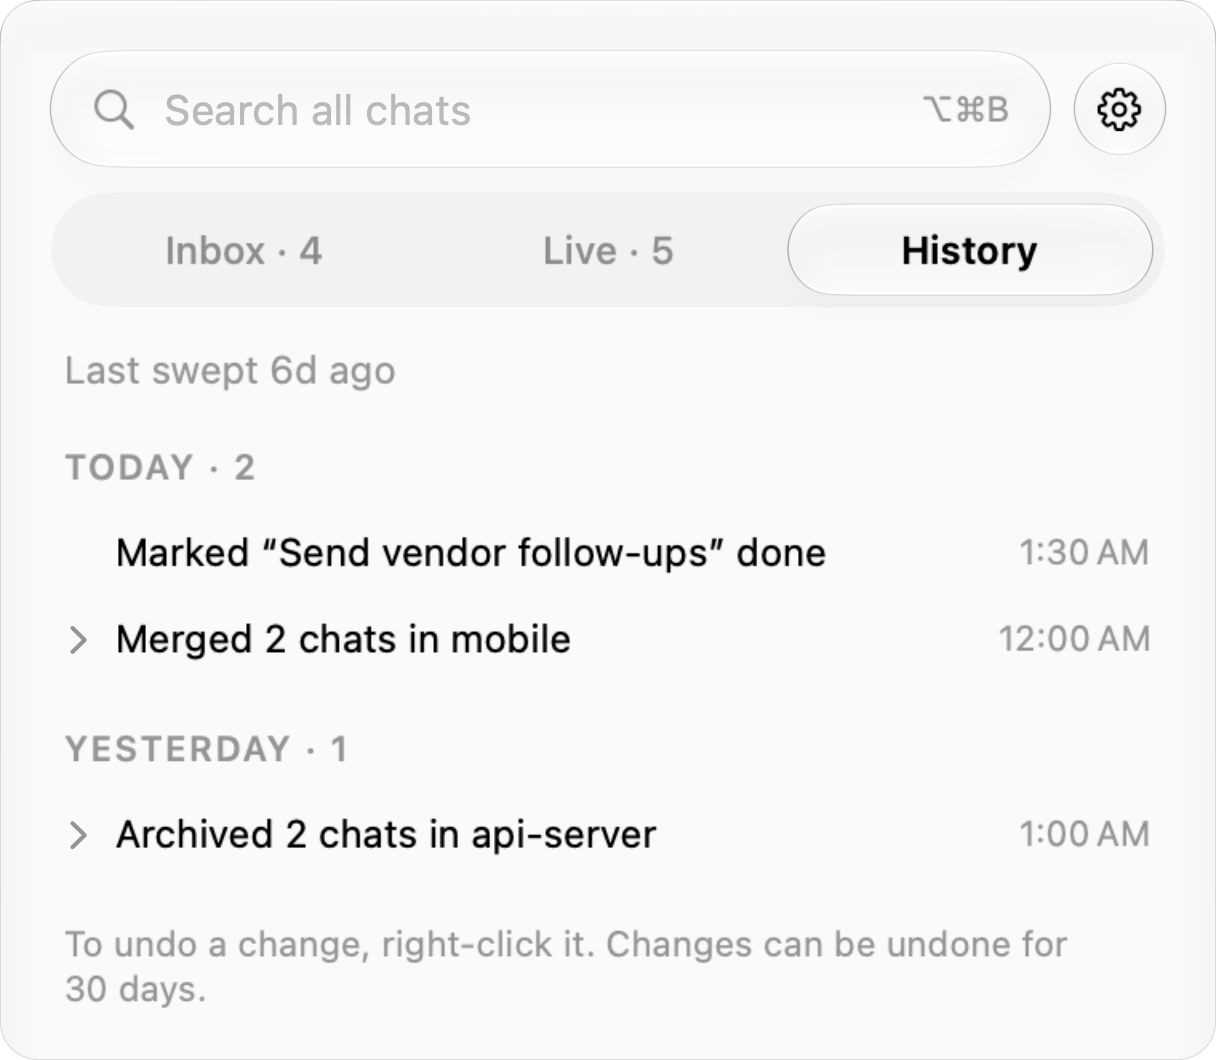 Search all chats ⌥⌘B
Inbox · 4 Live · 5 History
Last swept 6d ago
TODAY · 2
Marked “Send vendor follow-ups” done 1:30 AM
Merged 2 chats in mobile 12:00 AM
YESTERDAY · 1
Archived 2 chats in api-server 1:00 AM
To undo a change, right-click it. Changes can be undone for
30 days.